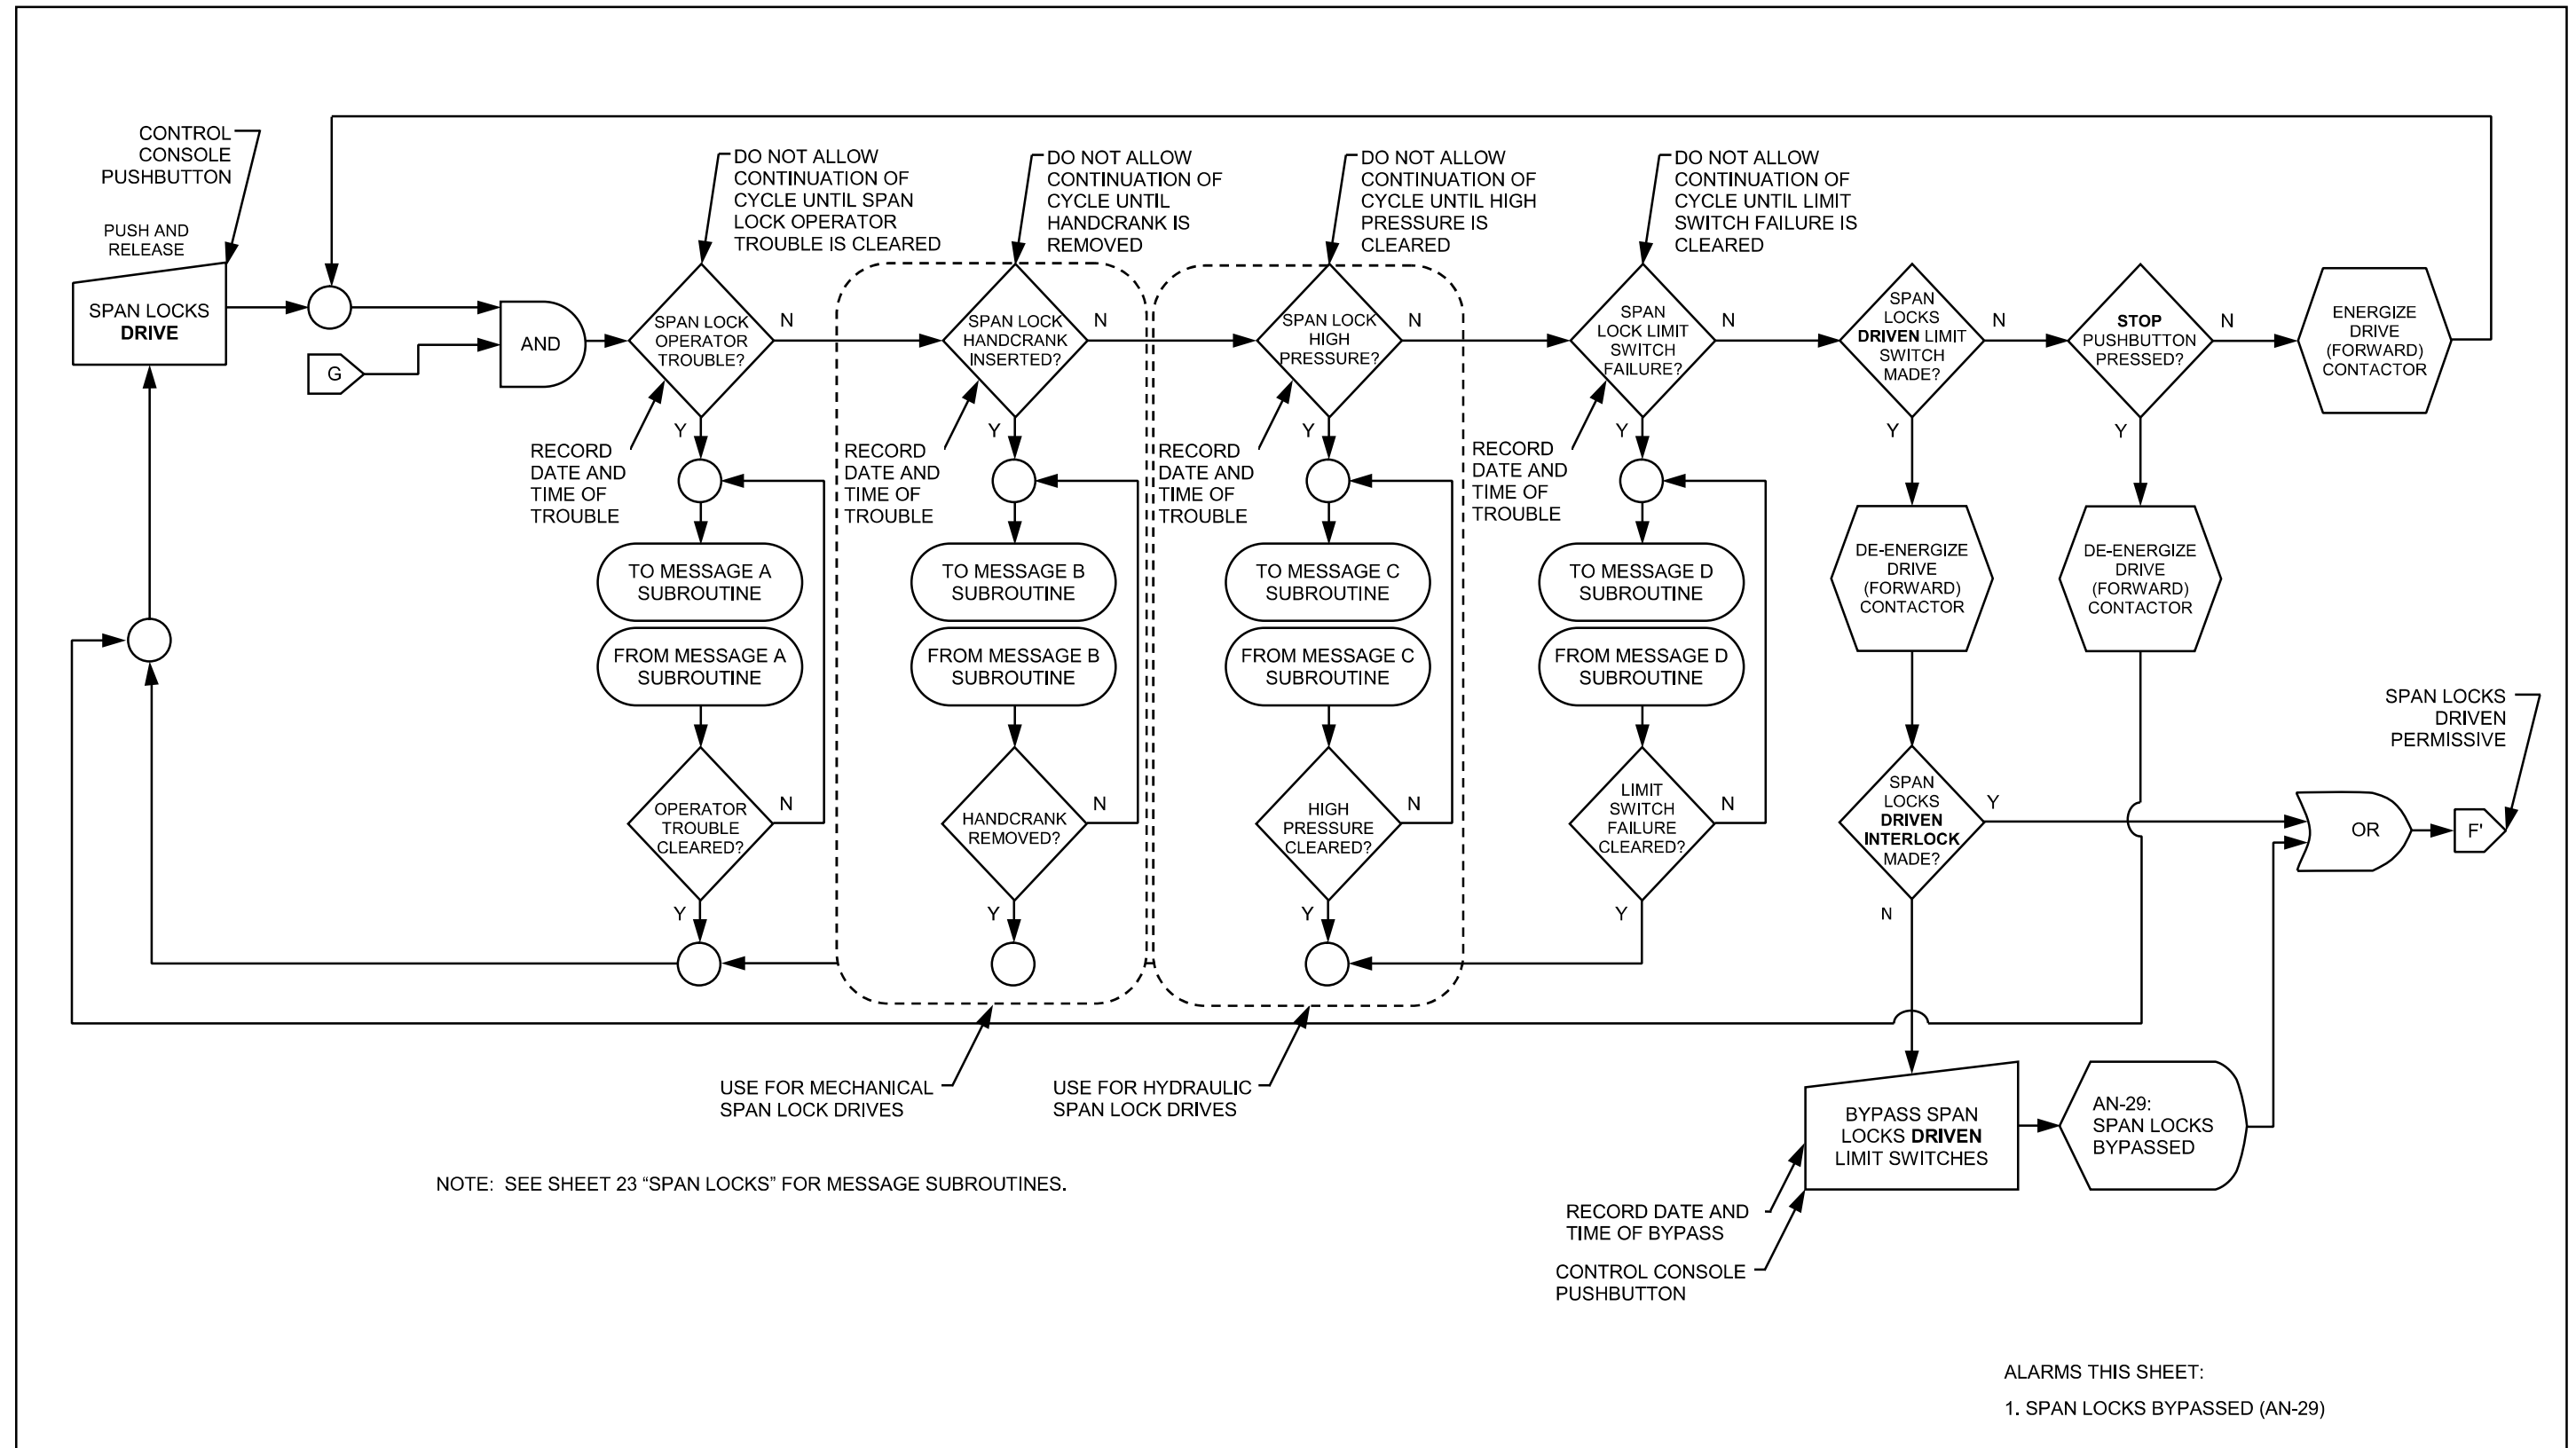 CONTROL
CONSOLE
PUSHBUTTON
PUSH AND
RELEASE
SPAN LOCKS
DRIVE
G
AND
DO NOT ALLOW
CONTINUATION OF
CYCLE UNTIL SPAN
LOCK OPERATOR
TROUBLE IS CLEARED
SPAN LOCK
OPERATOR
TROUBLE?
N
Y
RECORD
DATE AND
TIME OF
TROUBLE
TO MESSAGE A
SUBROUTINE
FROM MESSAGE A
SUBROUTINE
OPERATOR
TROUBLE
CLEARED?
N
Y
DO NOT ALLOW
CONTINUATION OF
CYCLE UNTIL
HANDCRANK IS
REMOVED
SPAN LOCK
HANDCRANK
INSERTED?
N
Y
RECORD
DATE AND
TIME OF
TROUBLE
TO MESSAGE B
SUBROUTINE
FROM MESSAGE B
SUBROUTINE
HANDCRANK
REMOVED?
N
Y
USE FOR MECHANICAL
SPAN LOCK DRIVES
DO NOT ALLOW
CONTINUATION OF
CYCLE UNTIL HIGH
PRESSURE IS
CLEARED
SPAN LOCK
HIGH
PRESSURE?
N
Y
RECORD
DATE AND
TIME OF
TROUBLE
TO MESSAGE C
SUBROUTINE
FROM MESSAGE C
SUBROUTINE
HIGH
PRESSURE
CLEARED?
N
Y
USE FOR HYDRAULIC
SPAN LOCK DRIVES
DO NOT ALLOW
CONTINUATION OF
CYCLE UNTIL LIMIT
SWITCH FAILURE IS
CLEARED
SPAN
LOCK LIMIT
SWITCH
FAILURE?
N
Y
RECORD
DATE AND
TIME OF
TROUBLE
TO MESSAGE D
SUBROUTINE
FROM MESSAGE D
SUBROUTINE
LIMIT
SWITCH
FAILURE
CLEARED?
N
Y
SPAN
LOCKS
DRIVEN LIMIT
SWITCH
MADE?
N
Y
DE-ENERGIZE
DRIVE
(FORWARD)
CONTACTOR
SPAN
LOCKS
DRIVEN
INTERLOCK
MADE?
Y
N
STOP
PUSHBUTTON
PRESSED?
N
Y
DE-ENERGIZE
DRIVE
(FORWARD)
CONTACTOR
ENERGIZE
DRIVE
(FORWARD)
CONTACTOR
SPAN LOCKS
DRIVEN
PERMISSIVE
OR
F'
BYPASS SPAN
LOCKS DRIVEN
LIMIT SWITCHES
AN-29:
SPAN LOCKS
BYPASSED
RECORD DATE AND
TIME OF BYPASS
CONTROL CONSOLE
PUSHBUTTON
NOTE: SEE SHEET 23 “SPAN LOCKS” FOR MESSAGE SUBROUTINES.
ALARMS THIS SHEET:
1. SPAN LOCKS BYPASSED (AN-29)